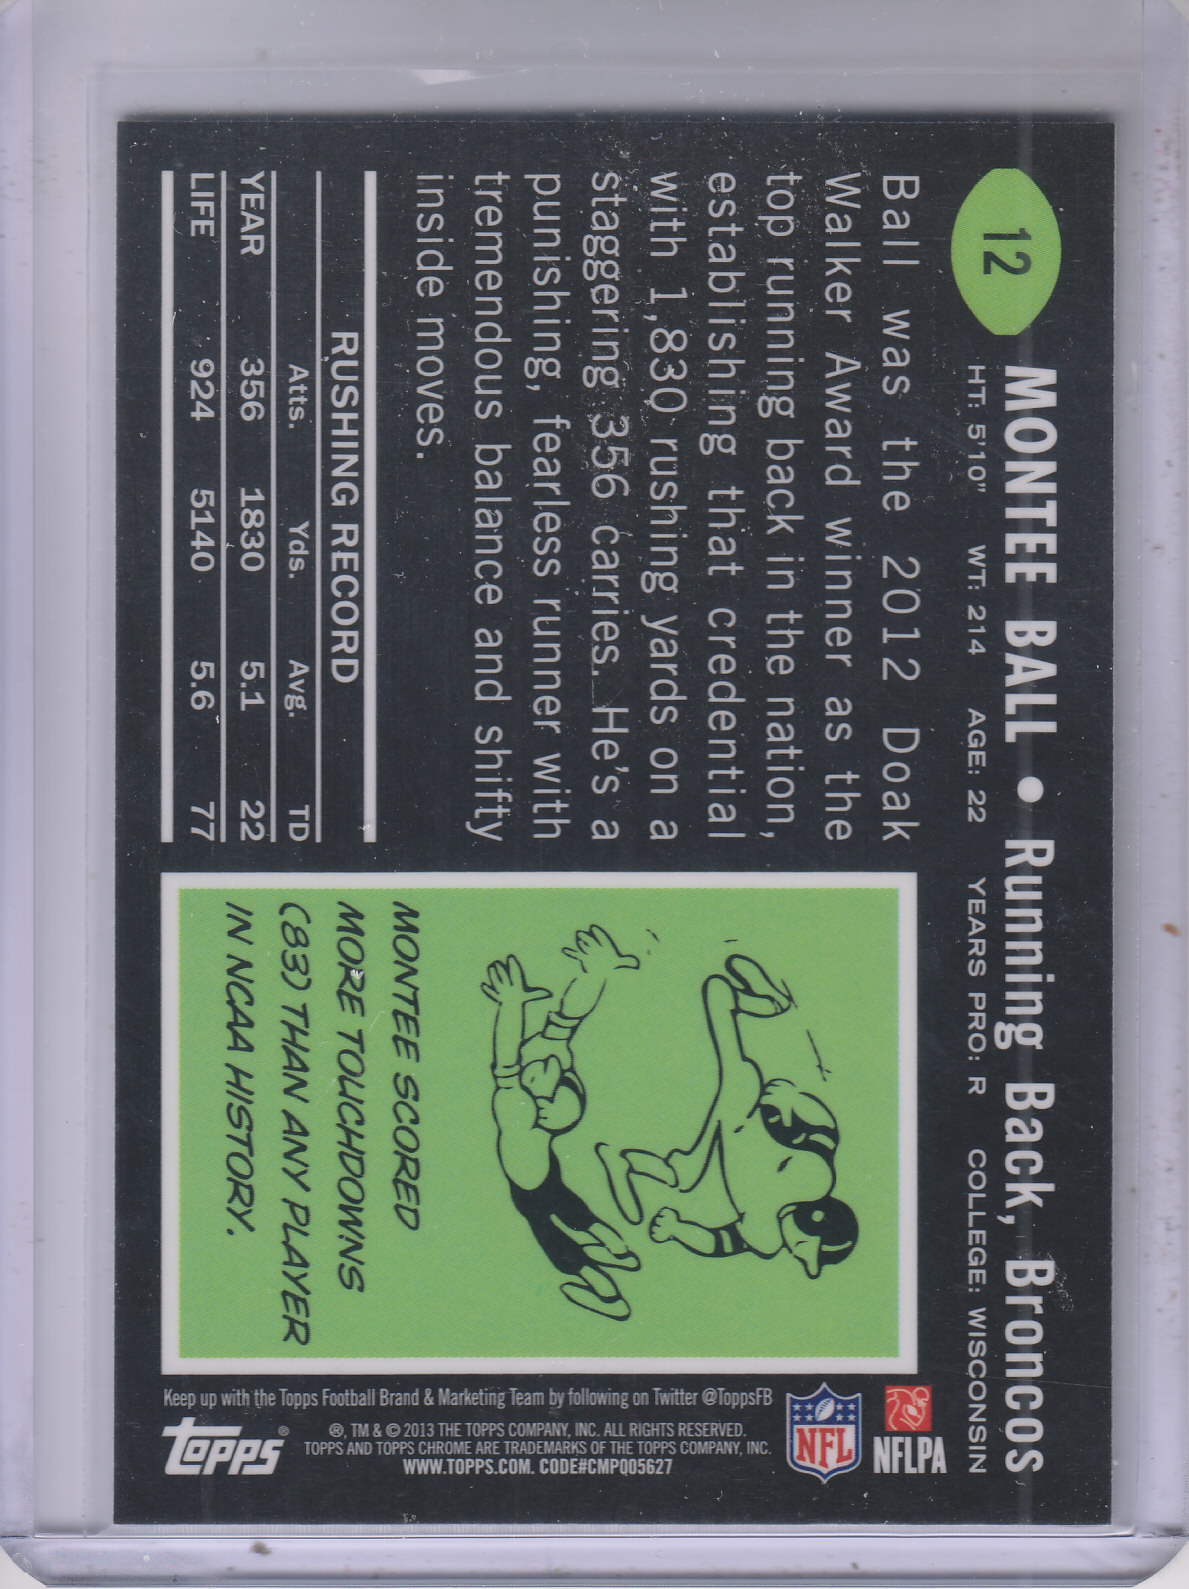 12
MONTEE BALL • Running Back, Broncos
HT: 5'10" WT: 214 AGE: 22 YEARS PRO: R COLLEGE: WISCONSIN
Ball was the 2012 Doak
Walker Award winner as the
top running back in the nation,
establishing that credential
with 1,830 rushing yards on a
staggering 356 carries. He's a
punishing, fearless runner with
tremendous balance and shifty
inside moves.
RUSHING RECORD
Atts. Yds. Avg. TD
YEAR 356 1830 5.1 22
LIFE 924 5140 5.6 77
MONTEE SCORED
MORE TOUCHDOWNS
(83) THAN ANY PLAYER
IN NCAA HISTORY.
NFLPA
NFL
Keep up with the Topps Football Brand & Marketing Team by following on Twitter @ToppsFB
topps®
®, TM & © 2013 THE TOPPS COMPANY, INC. ALL RIGHTS RESERVED.
TOPPS AND TOPPS CHROME ARE TRADEMARKS OF THE TOPPS COMPANY, INC.
WWW.TOPPS.COM. CODE#CMP005627